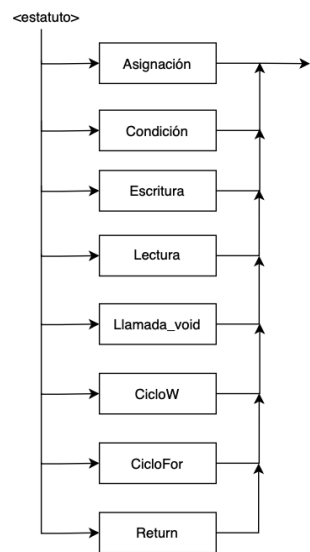 <estatuto>
Asignación
Condición
Escritura
Lectura
Llamada_void
CicloW
CicloFor
Return